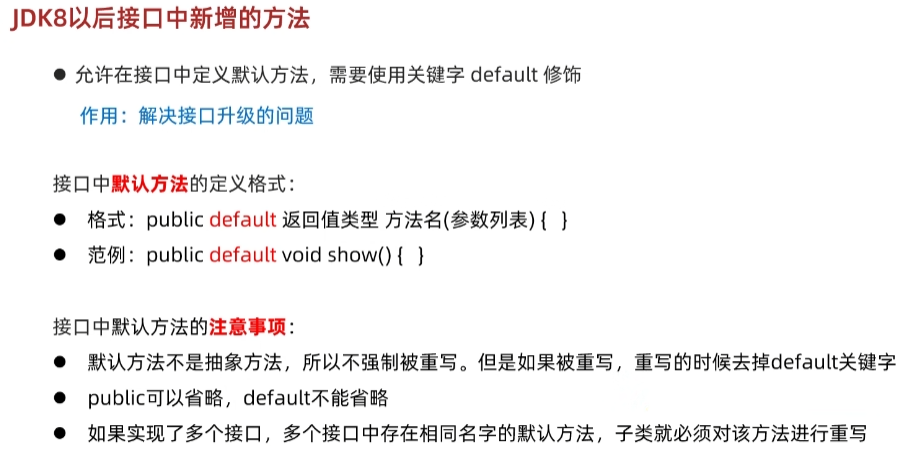 JDK8以后接口中新增的方法
● 允许在接口中定义默认方法，需要使用关键字 default 修饰
作用：解决接口升级的问题
接口中默认方法的定义格式：
● 格式：public default 返回值类型 方法名(参数列表) { }
● 范例：public default void show() { }
接口中默认方法的注意事项：
● 默认方法不是抽象方法，所以不强制被重写。但是如果被重写，重写的时候去掉default关键字
● public可以省略，default不能省略
● 如果实现了多个接口，多个接口中存在相同名字的默认方法，子类就必须对该方法进行重写